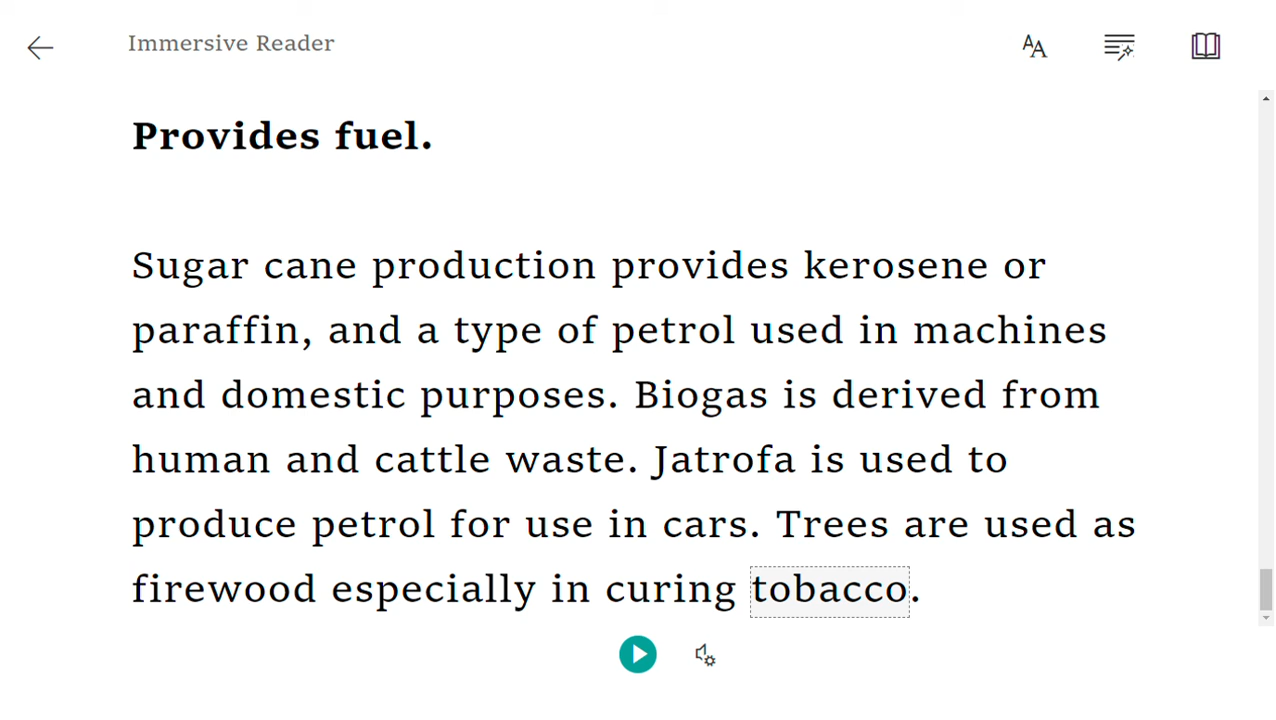 Immersive Reader
Provides fuel.
Sugar cane production provides kerosene or
paraffin, and a type of petrol used in machines
and domestic purposes. Biogas is derived from
human and cattle waste. Jatrofa is used to
produce petrol for use in cars. Trees are used as
firewood especially in curing tobacco.